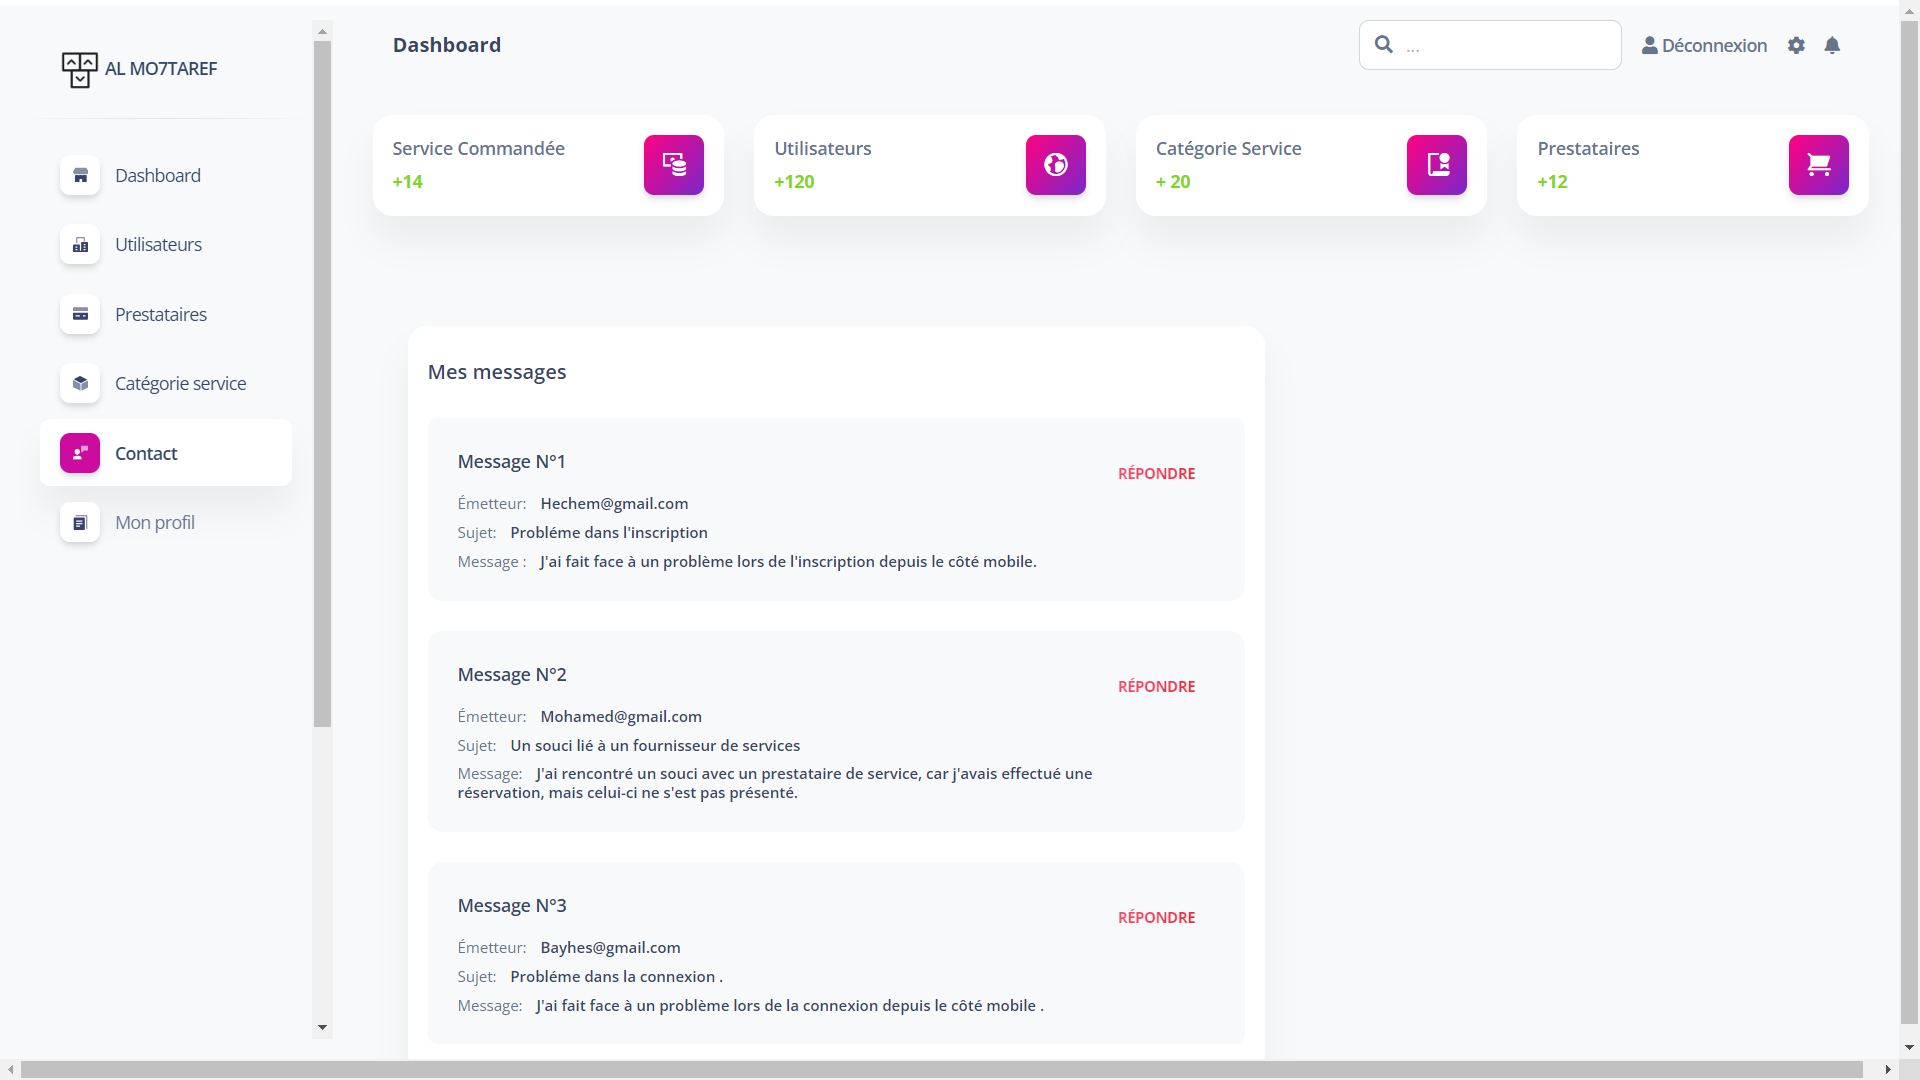 AL MO7TAREF
Dashboard
Utilisateurs
Prestataires
Catégorie service
Contact
Mon profil
Dashboard
...
Déconnexion
Service Commandée
+14
Utilisateurs
+120
Catégorie Service
+ 20
Prestataires
+12
Mes messages
Message N°1
RÉPONDRE
Émetteur: Hechem@gmail.com
Sujet: Probléme dans l'inscription
Message : J'ai fait face à un problème lors de l'inscription depuis le côté mobile.
Message N°2
RÉPONDRE
Émetteur: Mohamed@gmail.com
Sujet: Un souci lié à un fournisseur de services
Message: J'ai rencontré un souci avec un prestataire de service, car j'avais effectué une
réservation, mais celui-ci ne s'est pas présenté.
Message N°3
RÉPONDRE
Émetteur: Bayhes@gmail.com
Sujet: Probléme dans la connexion .
Message: J'ai fait face à un problème lors de la connexion depuis le côté mobile .